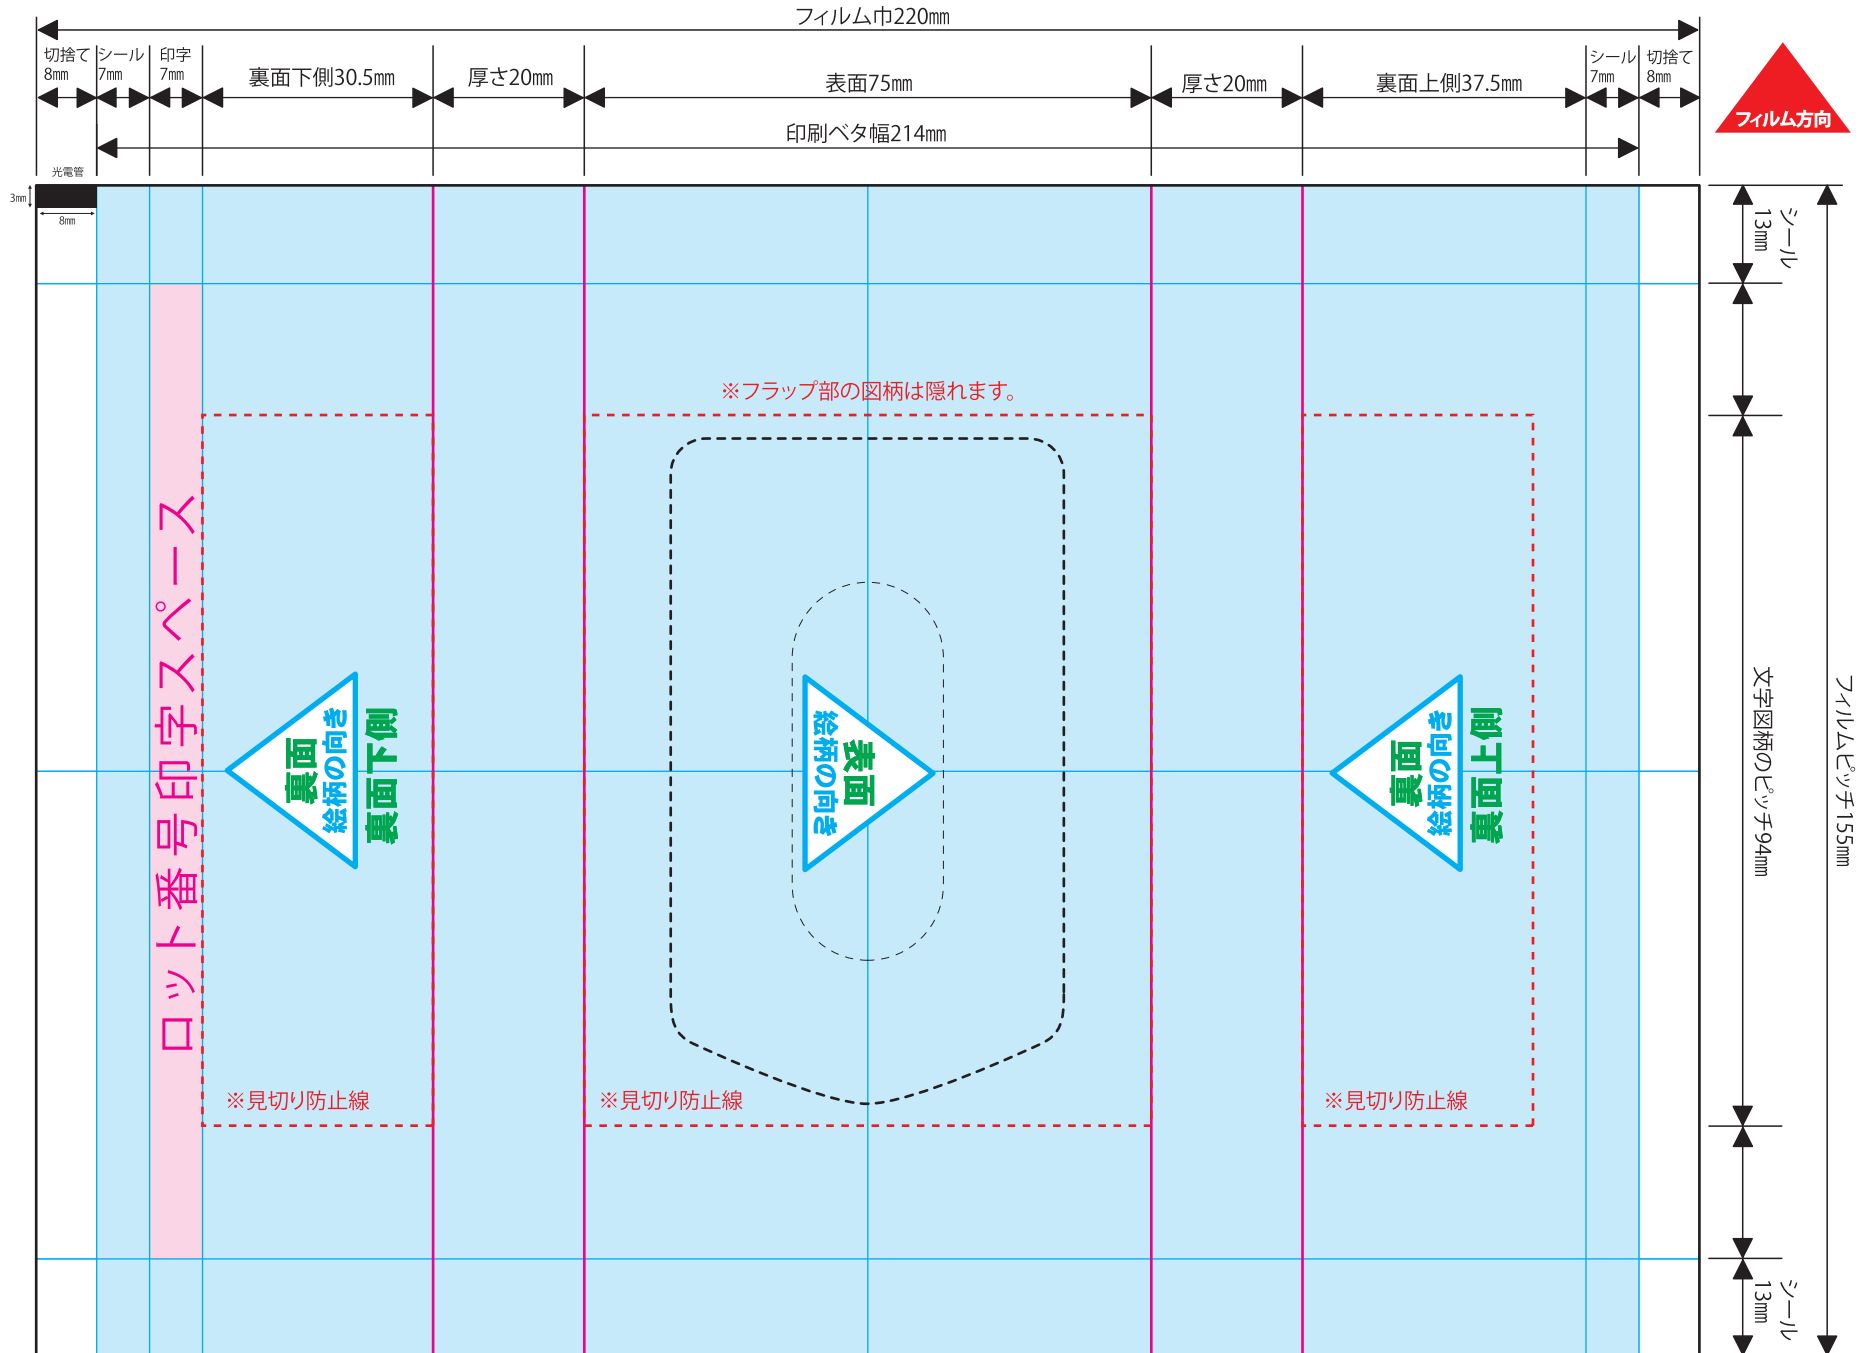 フィルム巾220mm
切捨て
8mm
シール
7mm
印字
7mm
裏面下側30.5mm
厚さ20mm
表面75mm
厚さ20mm
裏面上側37.5mm
シール
7mm
切捨て
8mm
フィルム方向
印刷ベタ幅214mm
光電管
3mm
8mm
シール
13mm
※フラップ部の図柄は隠れます。
ロット番号印字スペース
裏面
絵柄の向き
裏面下側
表面
絵柄の向き
裏面
絵柄の向き
裏面上側
文字図柄のピッチ94mm
フィルムピッチ155mm
※見切り防止線
※見切り防止線
※見切り防止線
シール
13mm